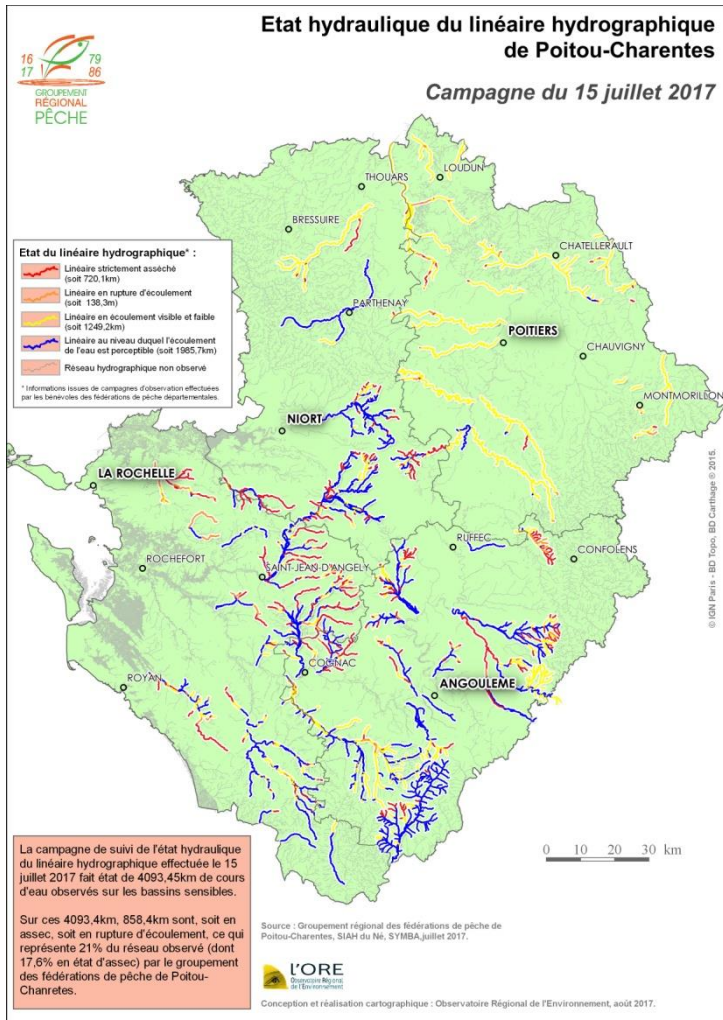 Etat hydraulique du linéaire hydrographique
de Poitou-Charentes
Campagne du 15 juillet 2017
16 79
17 86
GROUPEMENT
RÉGIONAL
PÊCHE
LOUDUN
THOUARS
BRESSUIRE
CHATELLERAULT
Etat du linéaire hydrographique* :
Linéaire strictement asséché
(soit 720,1km)
Linéaire en rupture d'écoulement
(soit 138,3m)
Linéaire en écoulement visible et faible
(soit 1249,2km)
Linéaire au niveau duquel l'écoulement
de l'eau est perceptible (soit 1985,7km)
Réseau hydrographique non observé
* Informations issues de campagnes d'observation effectuées
par les bénévoles des fédérations de pêche départementales.
PARTHENAY
POITIERS
CHAUVIGNY
MONTMORILLON
NIORT
LA ROCHELLE
RUFFEC
CONFOLENS
ROCHEFORT
SAINT-JEAN-D'ANGELY
COGNAC
ROYAN
ANGOULEME
© IGN Paris - BD Topo, BD Carthage © 2015.
La campagne de suivi de l'état hydraulique
du linéaire hydrographique effectuée le 15
juillet 2017 fait état de 4093,45km de cours
d'eau observés sur les bassins sensibles.
Sur ces 4093,4km, 858,4km sont, soit en
assec, soit en rupture d'écoulement, ce qui
représente 21% du réseau observé (dont
17,6% en état d'assec) par le groupement
des fédérations de pêche de Poitou-
Chanretes.
0 10 20 30 km
Source : Groupement régional des fédérations de pêche de
Poitou-Charentes, SIAH du Né, SYMBA,juillet 2017.
L'ORE
Observatoire Régional
de l'Environnement
Conception et réalisation cartographique : Observatoire Régional de l'Environnement, août 2017.